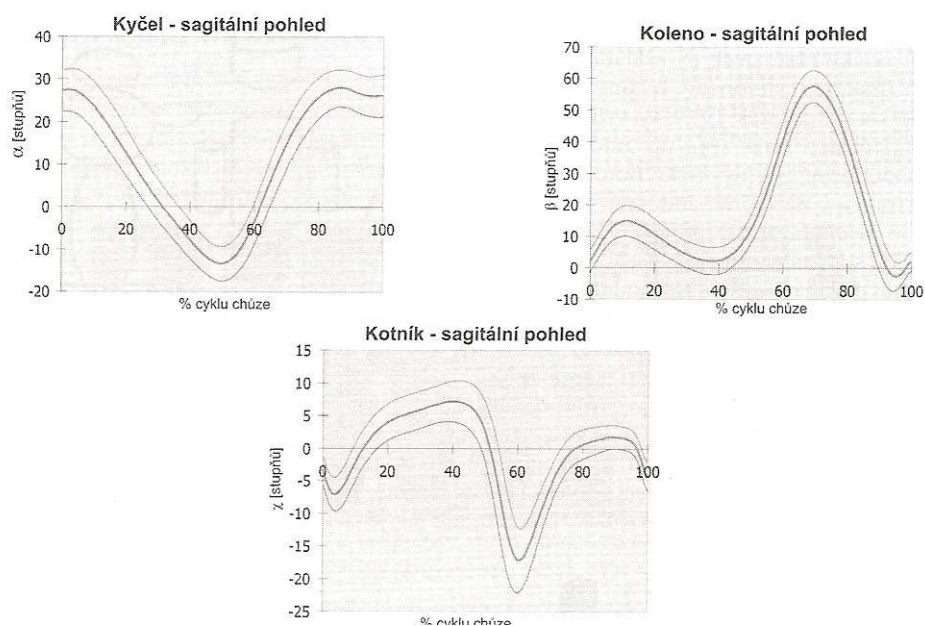 Kyčel - sagitální pohled
40
30
20
10
0
-10
-20
0 20 40 60 80 100
α [stupňů]
% cyklu chůze
Koleno - sagitální pohled
70
60
50
40
30
20
10
0
-10
0 20 40 60 80 100
β [stupňů]
% cyklu chůze
Kotník - sagitální pohled
15
10
5
0
-5
-10
-15
-20
-25
0 20 40 60 80 100
χ [stupňů]
% cyklu chůze